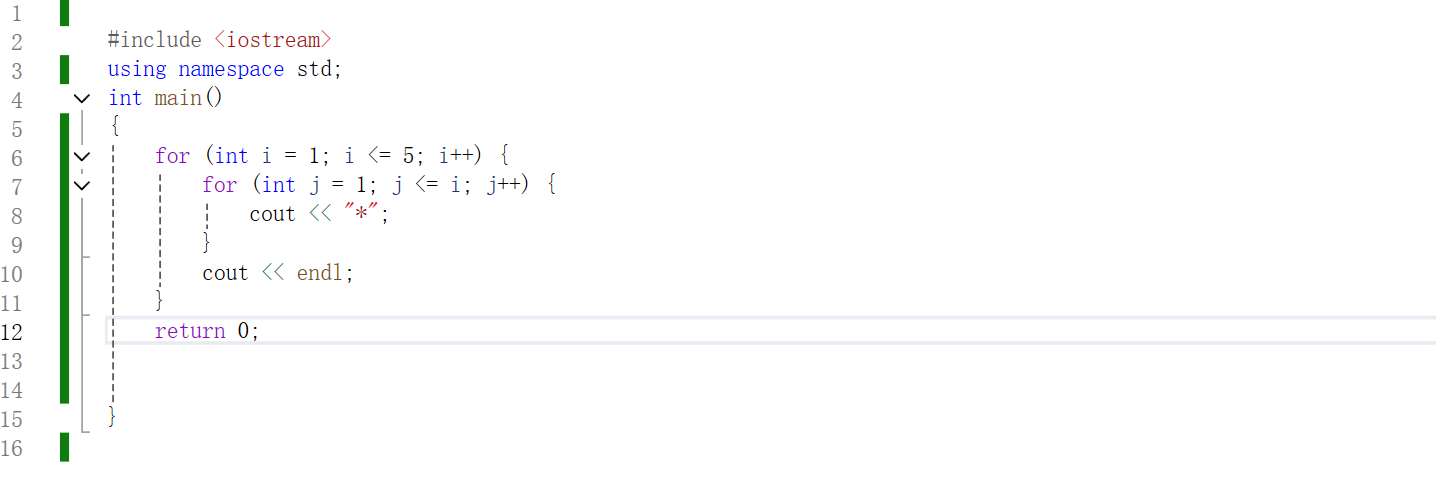 1
2 #include <iostream>
3 using namespace std;
4 int main()
5 {
6 for (int i = 1; i <= 5; i++) {
7 for (int j = 1; j <= i; j++) {
8 cout << "*";
9 }
10 cout << endl;
11 }
12 return 0;
13
14
15 }
16